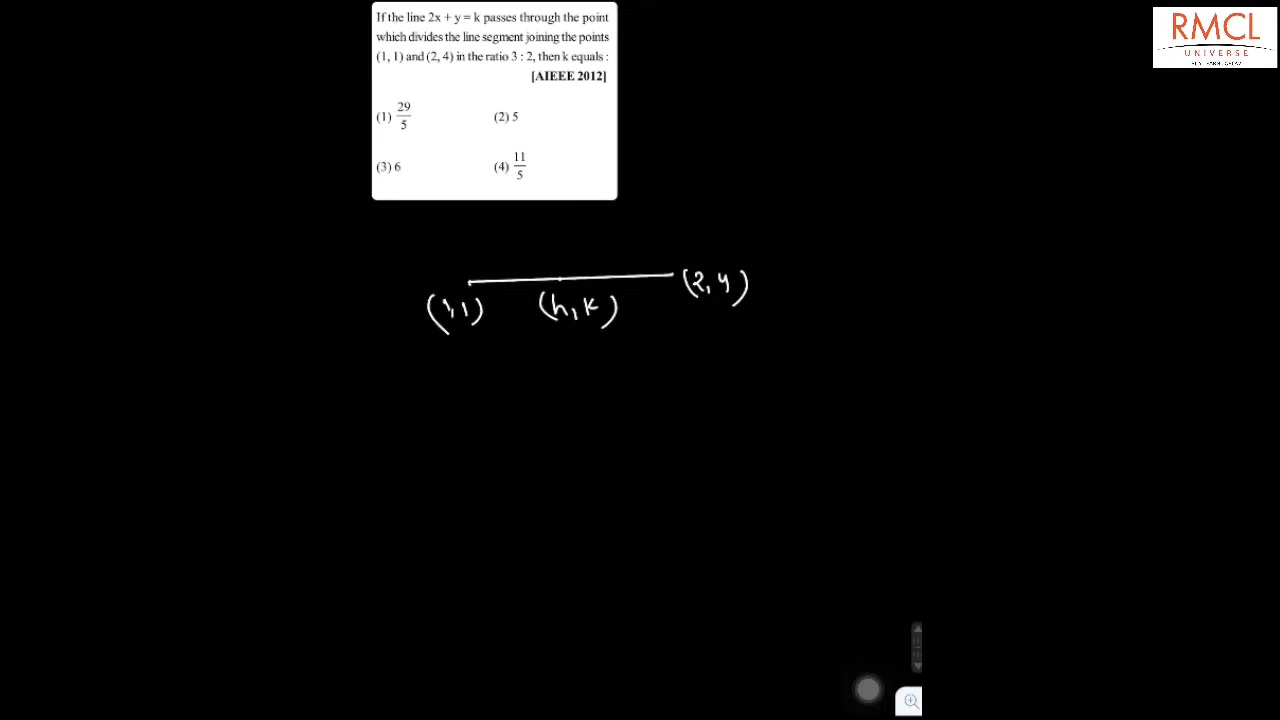 If the line 2x + y = k passes through the point
which divides the line segment joining the points
(1, 1) and (2, 4) in the ratio 3 : 2, then k equals :
[AIEEE 2012]
(1) 29/5 (2) 5
(3) 6 (4) 11/5
RMCL
UNIVERSE
(1,1) (h,k) (2,4)